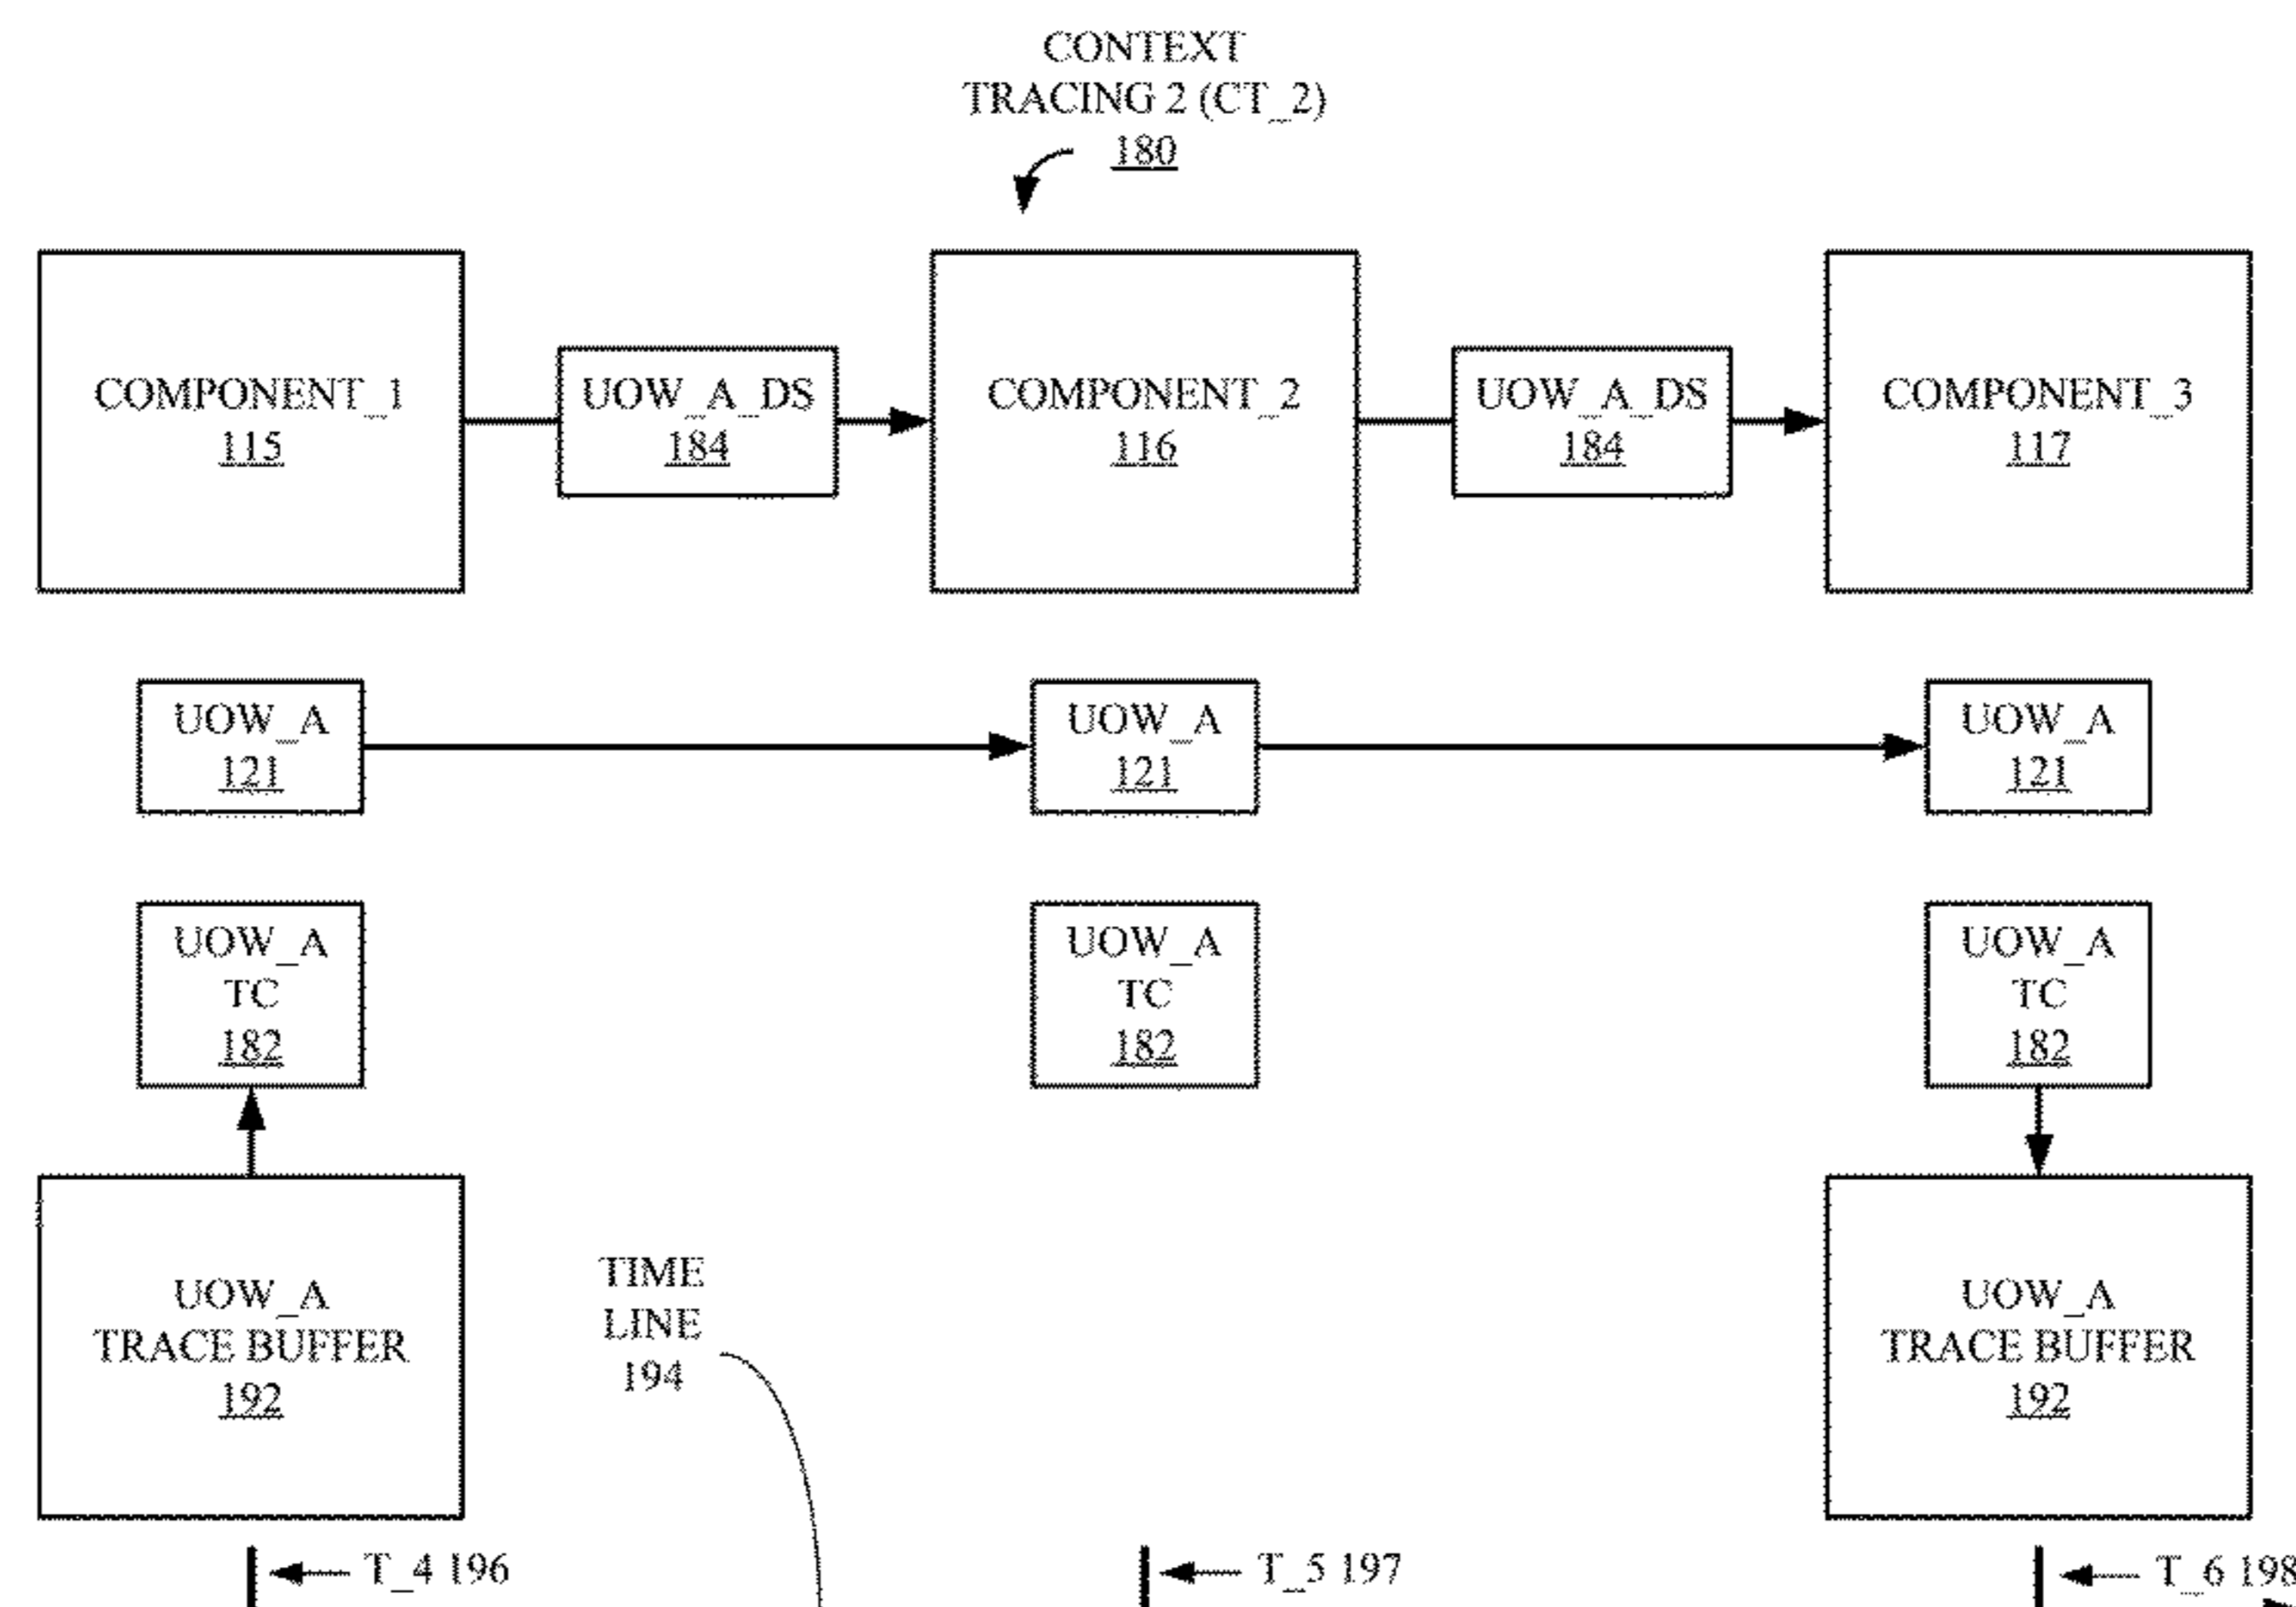 CONTEXT
TRACING 2 (CT_2)
180
COMPONENT_1
115
UOW_A_DS
184
COMPONENT_2
116
UOW_A_DS
184
COMPONENT_3
117
UOW_A
121
UOW_A
121
UOW_A
121
UOW_A
TC
182
UOW_A
TC
182
UOW_A
TC
182
UOW_A
TRACE BUFFER
192
TIME
LINE
194
UOW_A
TRACE BUFFER
192
T_4 196
T_5 197
T_6 198